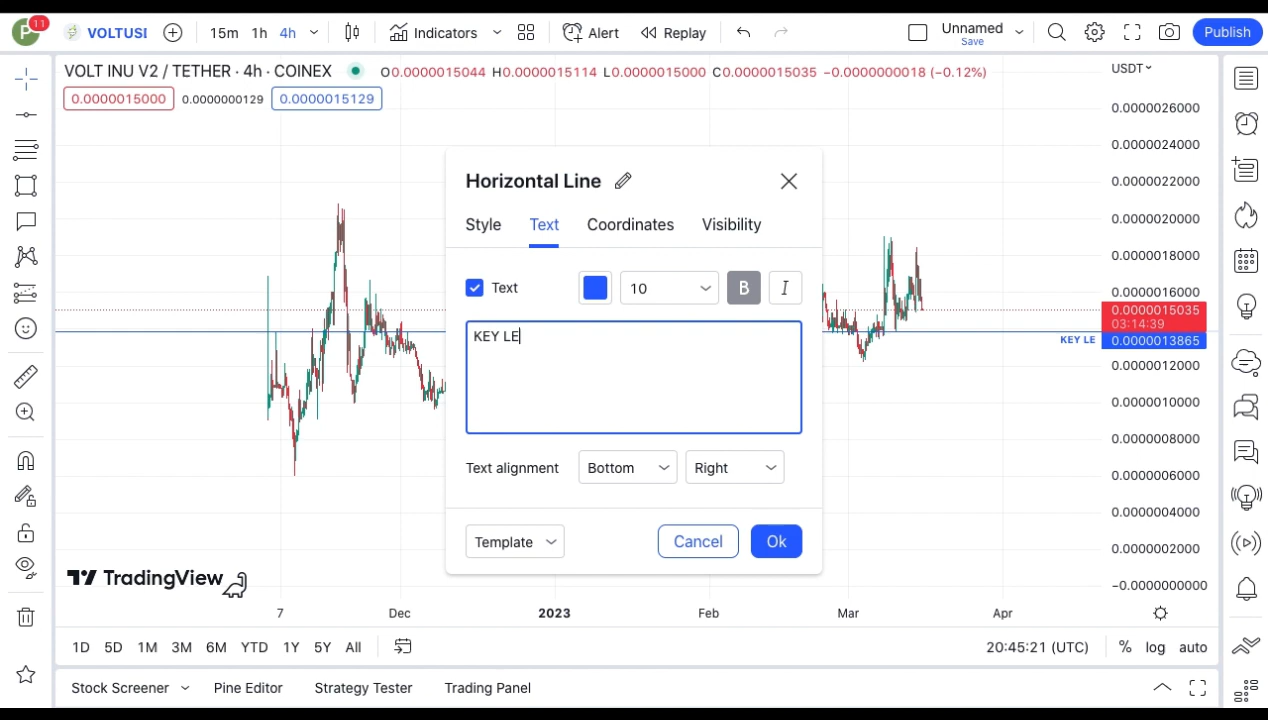 P 11 VOLTUSI 15m 1h 4h Indicators Alert Replay Unnamed Save Publish
VOLT INU V2 / TETHER · 4h · COINEX O0.0000015044 H0.0000015114 L0.0000015000 C0.0000015035 −0.0000000018 (−0.12%) USDT
0.0000015000 0.0000000129 0.0000015129
0.0000026000
0.0000024000
0.0000022000
0.0000020000
0.0000018000
0.0000016000
0.0000015035
03:14:39
KEY LE 0.0000013865
0.0000012000
0.0000010000
0.0000008000
0.0000006000
0.0000004000
0.0000002000
−0.0000000000
Horizontal Line
Style Text Coordinates Visibility
Text 10 B I
KEY LE
Text alignment Bottom Right
Template Cancel Ok
TradingView
7 Dec 2023 Feb Mar Apr
1D 5D 1M 3M 6M YTD 1Y 5Y All 20:45:21 (UTC) % log auto
Stock Screener Pine Editor Strategy Tester Trading Panel